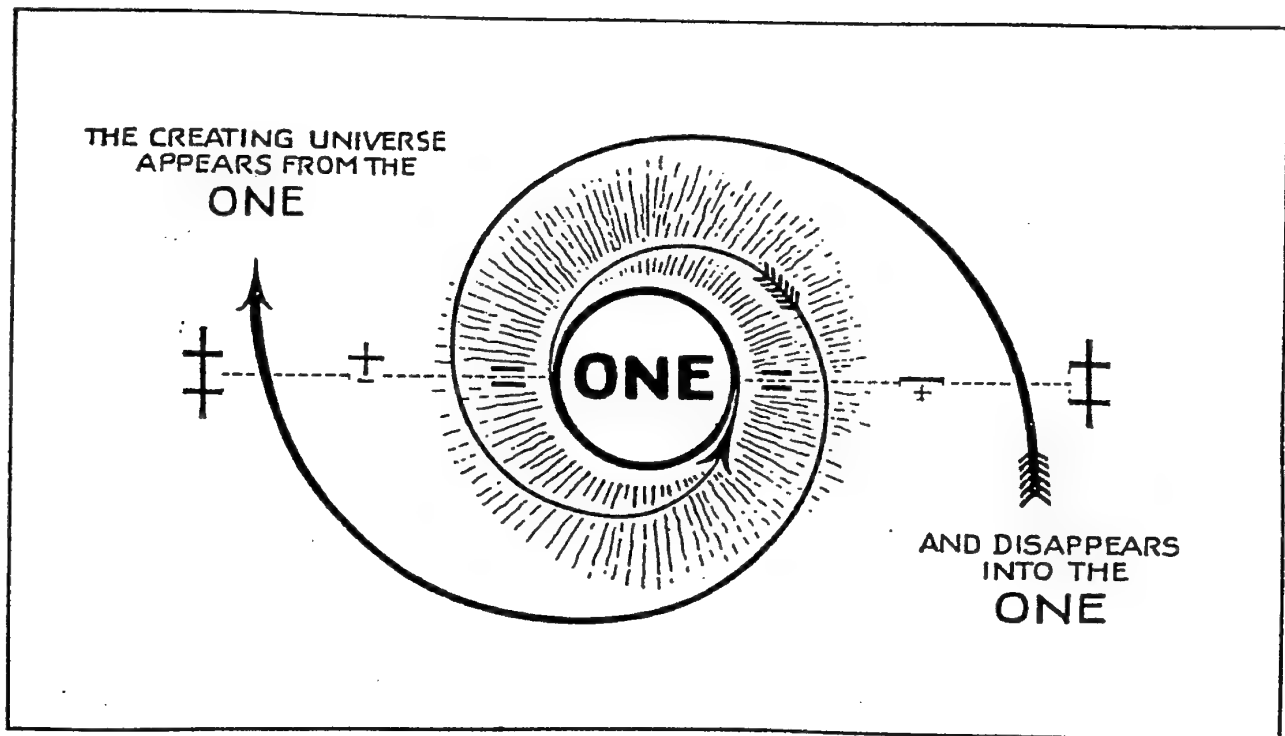 THE CREATING UNIVERSE
APPEARS FROM THE
ONE
‡ ± = ONE = ∓ ‡
AND DISAPPEARS
INTO THE
ONE